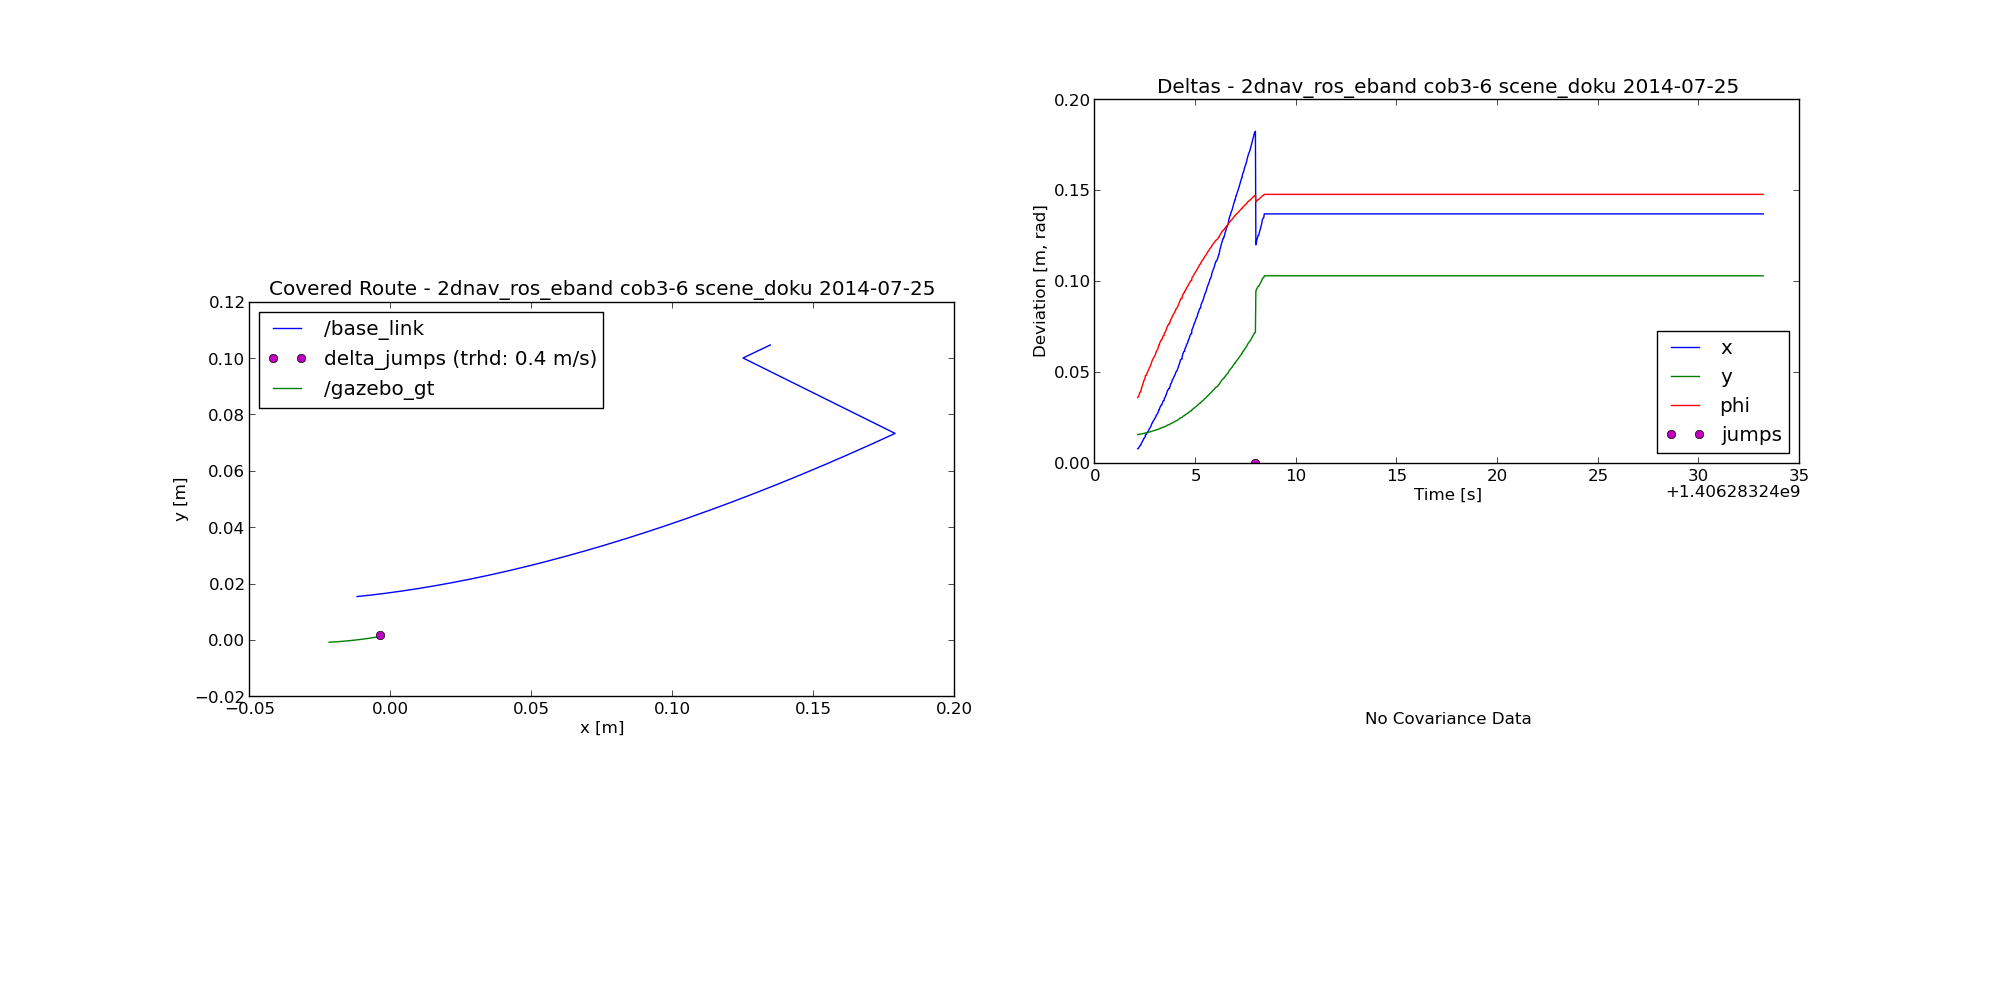 Covered Route - 2dnav_ros_eband cob3-6 scene_doku 2014-07-25
/base_link
delta_jumps (trhd: 0.4 m/s)
/gazebo_gt
y [m]
0.12
0.10
0.08
0.06
0.04
0.02
0.00
−0.02
−0.05 0.00 0.05 0.10 0.15 0.20
x [m]
Deltas - 2dnav_ros_eband cob3-6 scene_doku 2014-07-25
Deviation [m, rad]
0.20
0.15
0.10
0.05
0.00
x
y
phi
jumps
0 5 10 15 20 25 30 35
Time [s]
+1.40628324e9
No Covariance Data